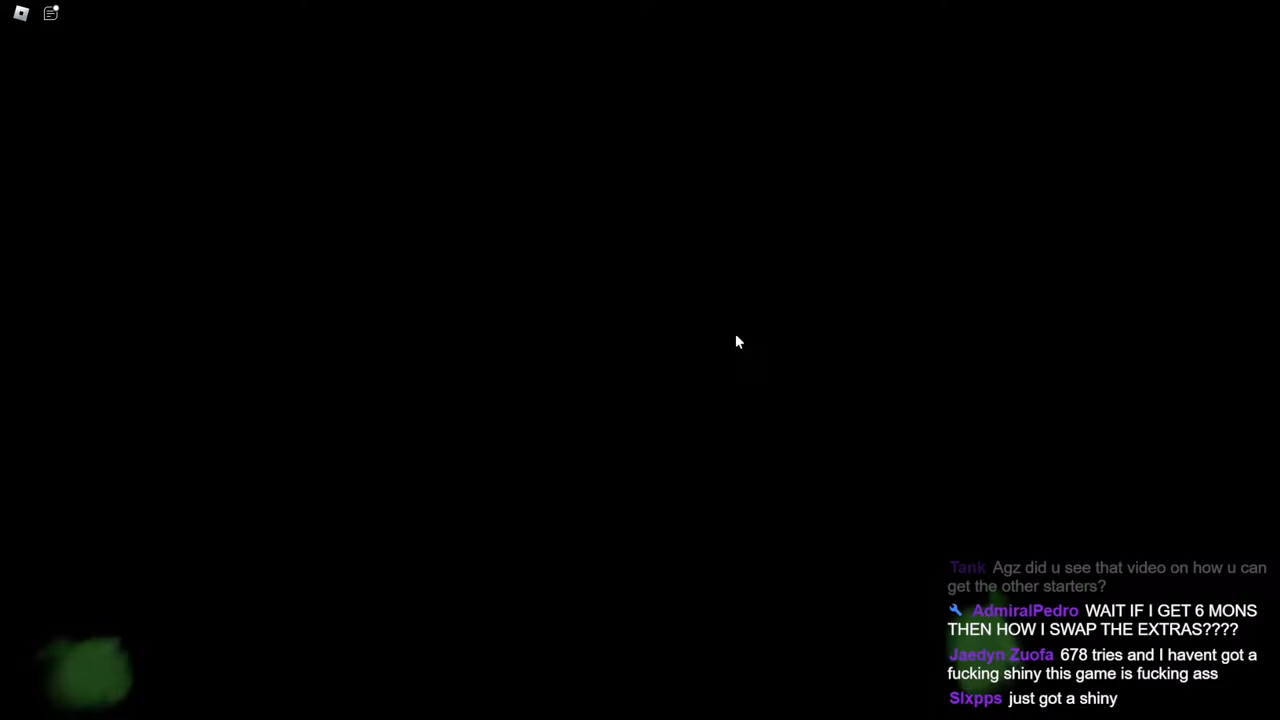 Tank Agz did u see that video on how u can
get the other starters?
AdmiralPedro WAIT IF I GET 6 MONS
THEN HOW I SWAP THE EXTRAS????
Jaedyn Zuofa 678 tries and I havent got a
fucking shiny this game is fucking ass
Slxpps just got a shiny